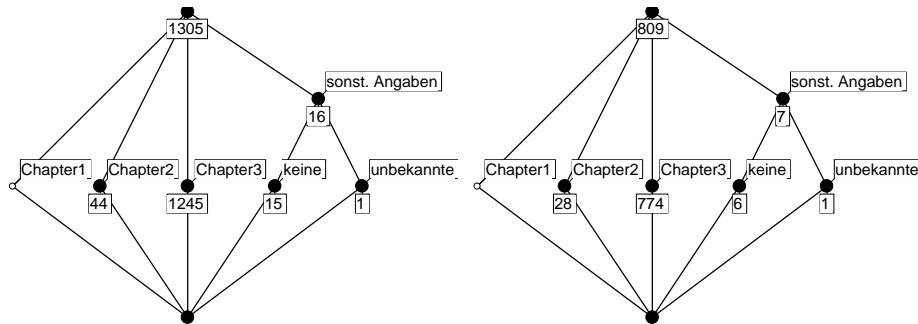 1305
sonst. Angaben
16
Chapter1
Chapter2
Chapter3
keine
unbekannte
44
1245
15
1
809
sonst. Angaben
7
Chapter1
Chapter2
Chapter3
keine
unbekannte
28
774
6
1